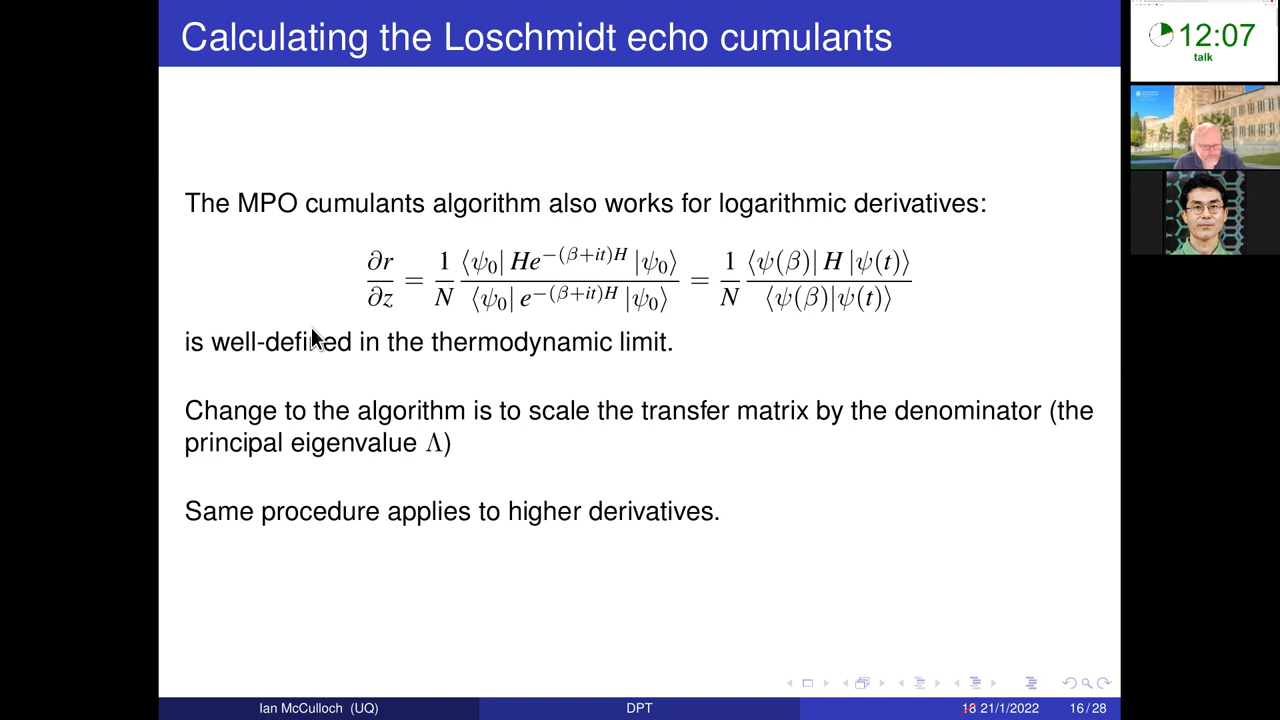 Calculating the Loschmidt echo cumulants
The MPO cumulants algorithm also works for logarithmic derivatives:
∂r/∂z = 1/N ⟨ψ₀| He^{−(β+it)H} |ψ₀⟩ / ⟨ψ₀| e^{−(β+it)H} |ψ₀⟩ = 1/N ⟨ψ(β)| H |ψ(t)⟩ / ⟨ψ(β)|ψ(t)⟩
is well-defined in the thermodynamic limit.
Change to the algorithm is to scale the transfer matrix by the denominator (the
principal eigenvalue Λ)
Same procedure applies to higher derivatives.
Ian McCulloch (UQ) DPT 18 21/1/2022 16 / 28
12:07
talk